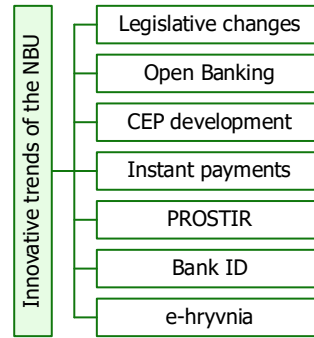 Innovative trends of the NBU
Legislative changes
Open Banking
CEP development
Instant payments
PROSTIR
Bank ID
e-hryvnia